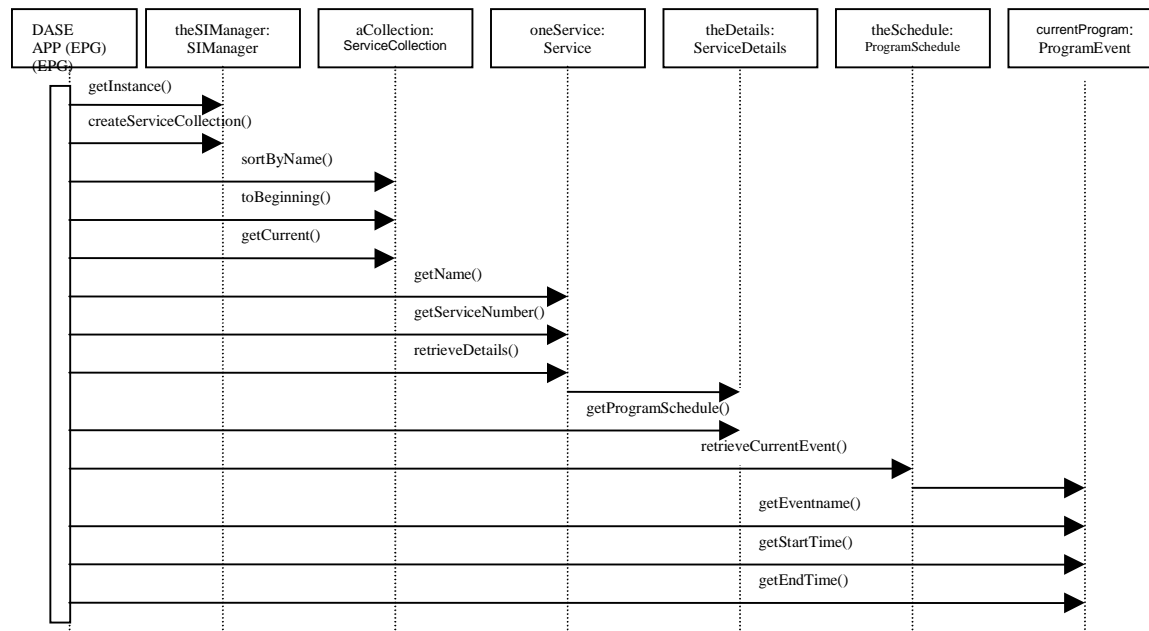 DASE
APP (EPG)
(EPG)
theSIManager:
SIManager
aCollection:
ServiceCollection
oneService:
Service
theDetails:
ServiceDetails
theSchedule:
ProgramSchedule
currentProgram:
ProgramEvent
getInstance()
createServiceCollection()
sortByName()
toBeginning()
getCurrent()
getName()
getServiceNumber()
retrieveDetails()
getProgramSchedule()
retrieveCurrentEvent()
getEventname()
getStartTime()
getEndTime()